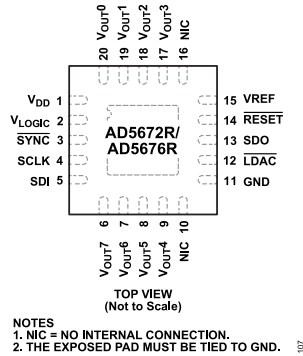 20 VOUT0
19 VOUT1
18 VOUT2
17 VOUT3
16 NIC
VDD 1
VLOGIC 2
SYNC 3
SCLK 4
SDI 5
AD5672R/
AD5676R
15 VREF
14 RESET
13 SDO
12 LDAC
11 GND
VOUT7 6
VOUT6 7
VOUT5 8
VOUT4 9
NIC 10
TOP VIEW
(Not to Scale)
NOTES
1. NIC = NO INTERNAL CONNECTION.
2. THE EXPOSED PAD MUST BE TIED TO GND.
107